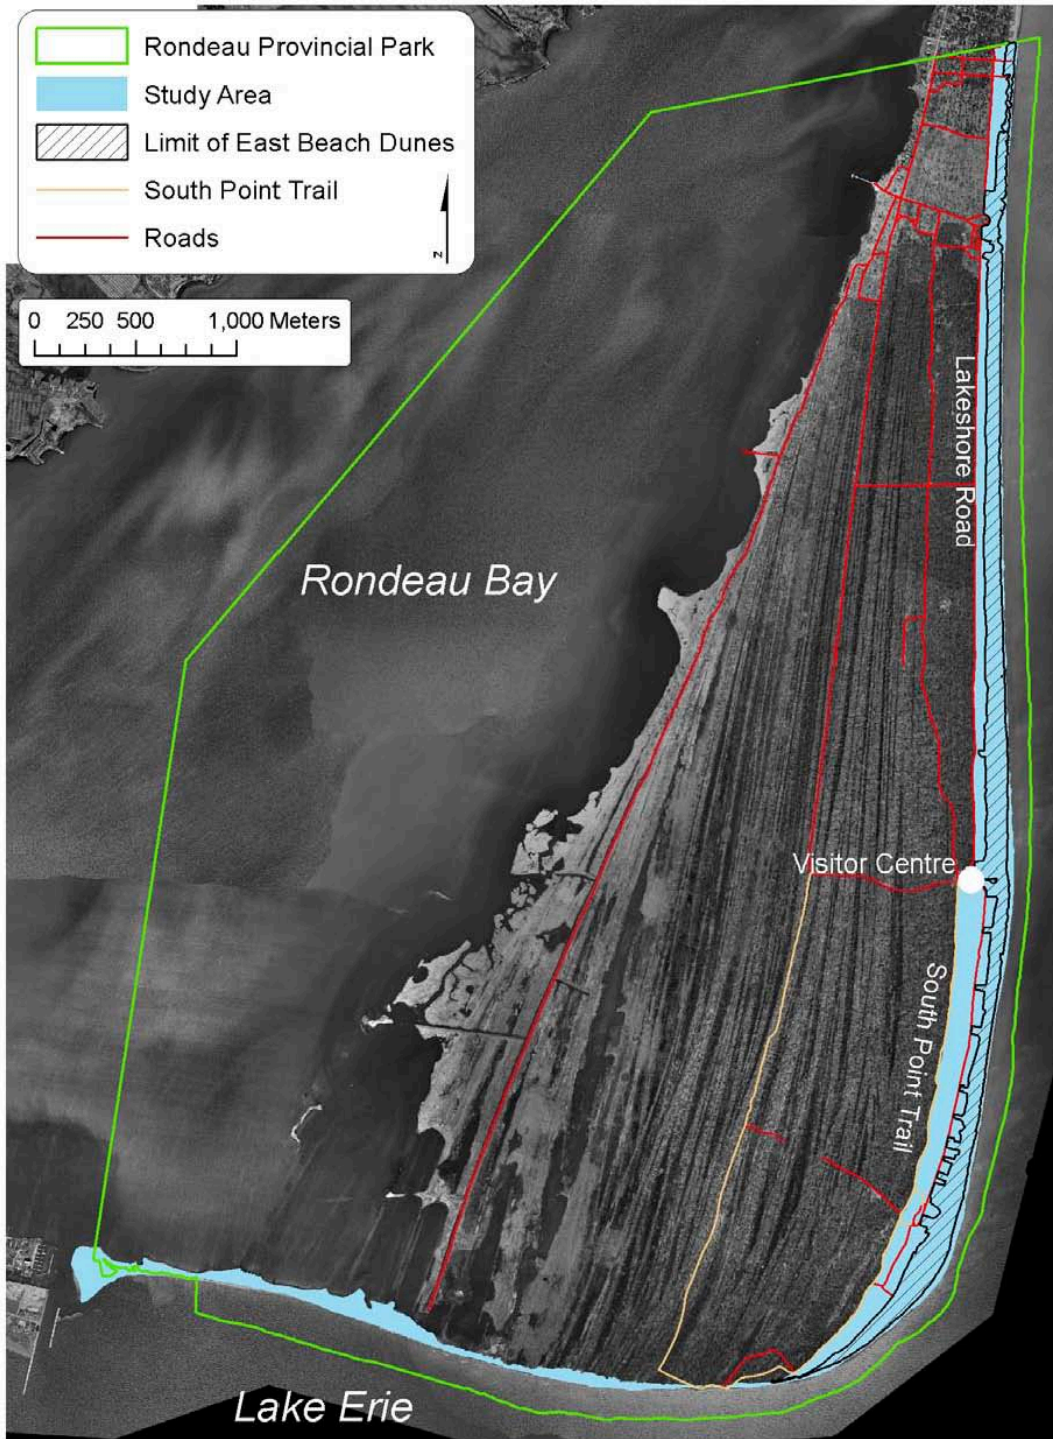 Rondeau Provincial Park
Study Area
Limit of East Beach Dunes
South Point Trail
Roads
N
0 250 500 1,000 Meters
Lakeshore Road
Rondeau Bay
Visitor Centre
South Point Trail
Lake Erie